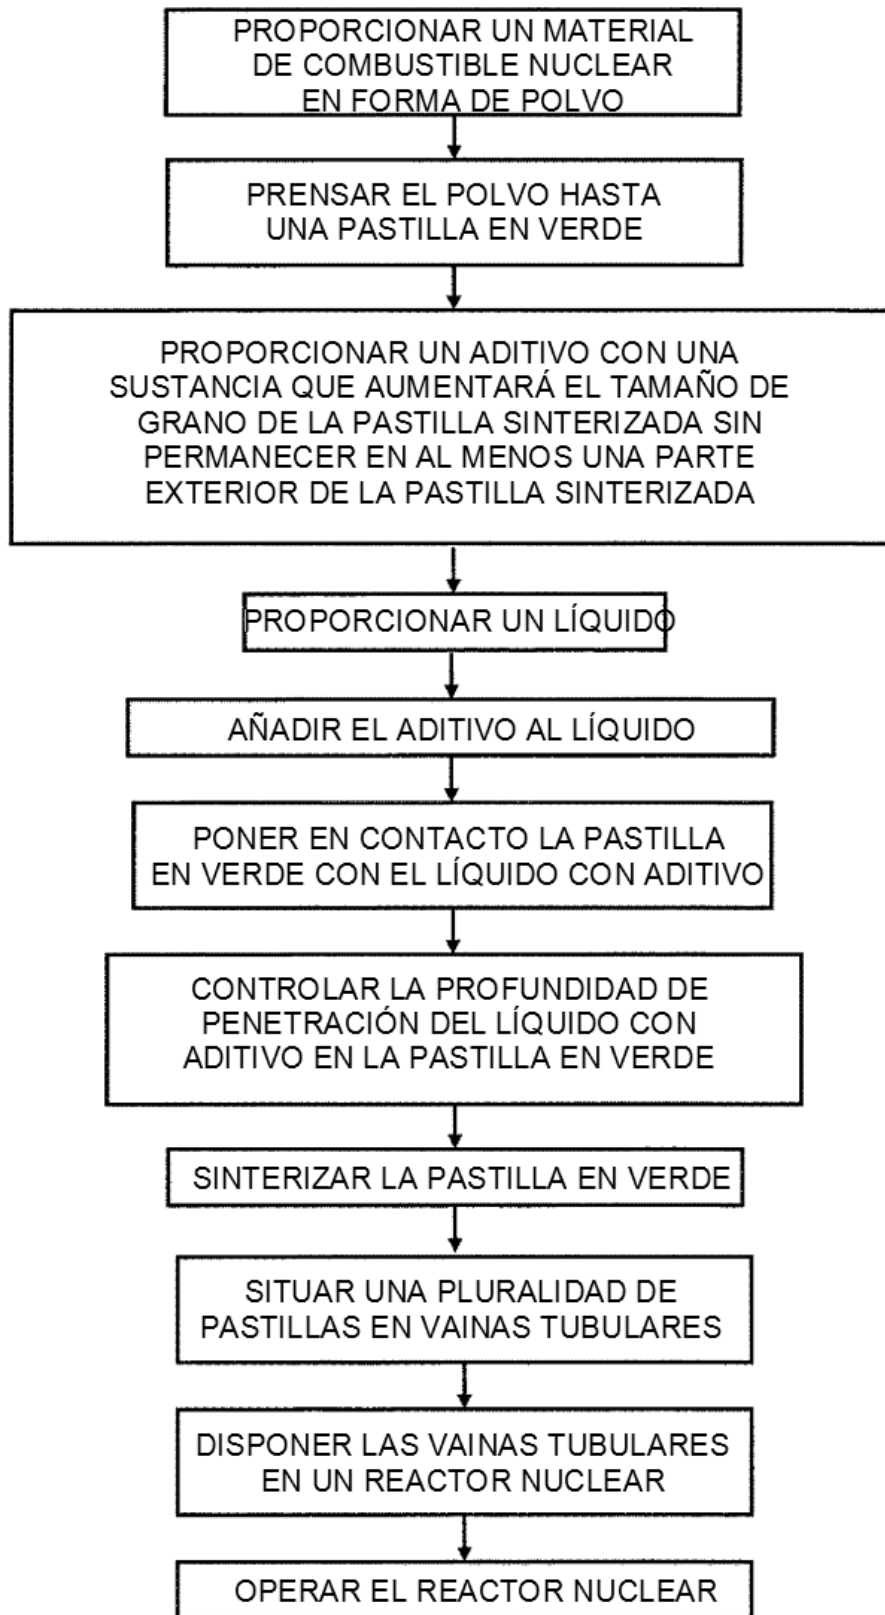 PROPORCIONAR UN MATERIAL
DE COMBUSTIBLE NUCLEAR
EN FORMA DE POLVO
PRENSAR EL POLVO HASTA
UNA PASTILLA EN VERDE
PROPORCIONAR UN ADITIVO CON UNA
SUSTANCIA QUE AUMENTARÁ EL TAMAÑO DE
GRANO DE LA PASTILLA SINTERIZADA SIN
PERMANECER EN AL MENOS UNA PARTE
EXTERIOR DE LA PASTILLA SINTERIZADA
PROPORCIONAR UN LÍQUIDO
AÑADIR EL ADITIVO AL LÍQUIDO
PONER EN CONTACTO LA PASTILLA
EN VERDE CON EL LÍQUIDO CON ADITIVO
CONTROLAR LA PROFUNDIDAD DE
PENETRACIÓN DEL LÍQUIDO CON
ADITIVO EN LA PASTILLA EN VERDE
SINTERIZAR LA PASTILLA EN VERDE
SITUAR UNA PLURALIDAD DE
PASTILLAS EN VAINAS TUBULARES
DISPONER LAS VAINAS TUBULARES
EN UN REACTOR NUCLEAR
OPERAR EL REACTOR NUCLEAR